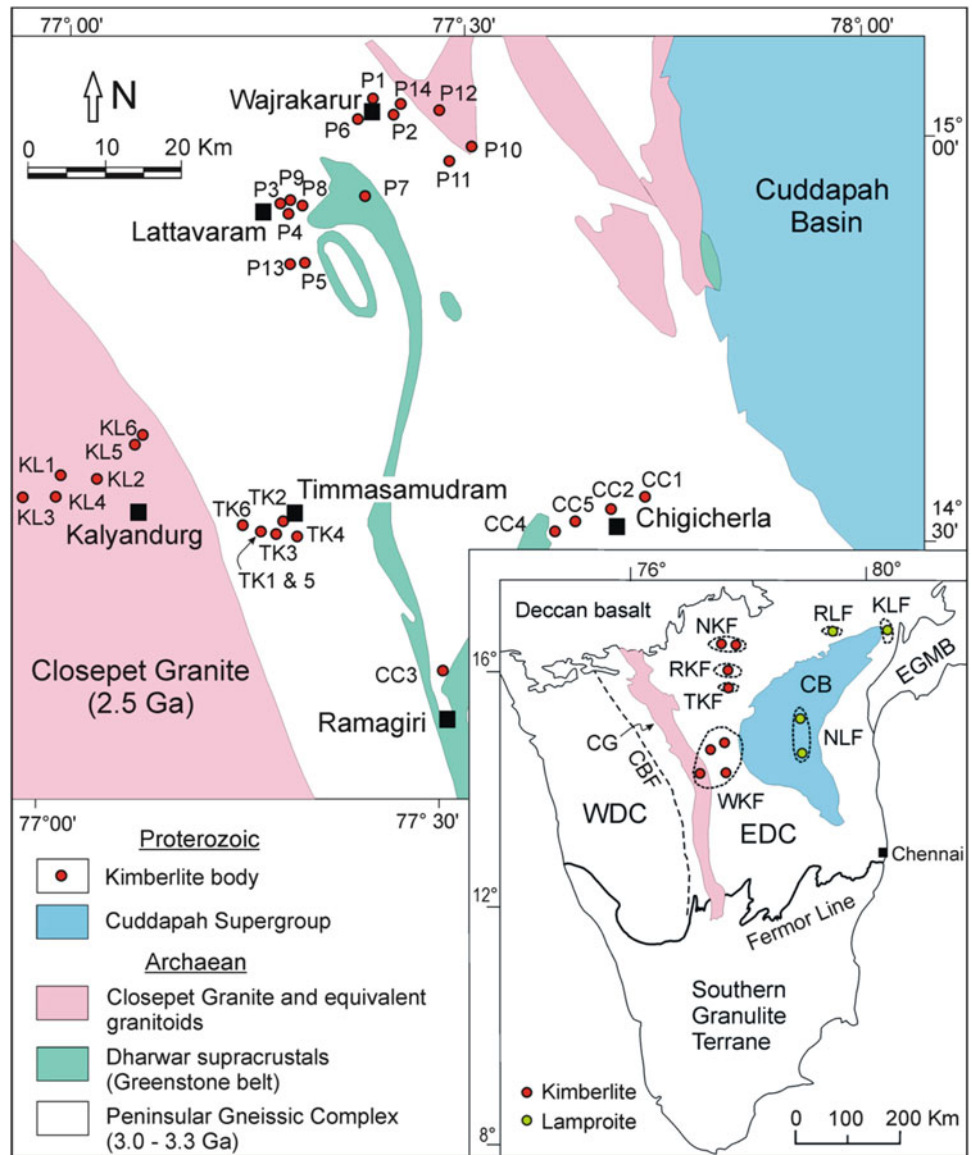 77° 00'
77° 30'
78° 00'
N
0
10
20 Km
Wajrakarur
P1
P14
P12
P6
P2
P10
P11
15°
00'
P9
P3
P8
P7
Lattavaram
P4
P13
P5
Cuddapah
Basin
KL6
KL5
KL1
KL2
KL4
KL3
Kalyandurg
Timmasamudram
TK2
TK6
TK4
TK3
TK1 & 5
CC1
CC2
CC5
CC4
Chigicherla
14°
30'
Closepet Granite
(2.5 Ga)
CC3
Ramagiri
77° 00'
77° 30'
Proterozoic
Kimberlite body
Cuddapah Supergroup
Archaean
Closepet Granite and equivalent
granitoids
Dharwar supracrustals
(Greenstone belt)
Peninsular Gneissic Complex
(3.0 - 3.3 Ga)
76°
80°
Deccan basalt
NKF
RLF
KLF
16°
RKF
TKF
CB
EGMB
NLF
CG
CBF
WKF
WDC
EDC
Chennai
12°
Fermor Line
Southern
Granulite
Terrane
Kimberlite
Lamproite
0 100 200 Km
8°